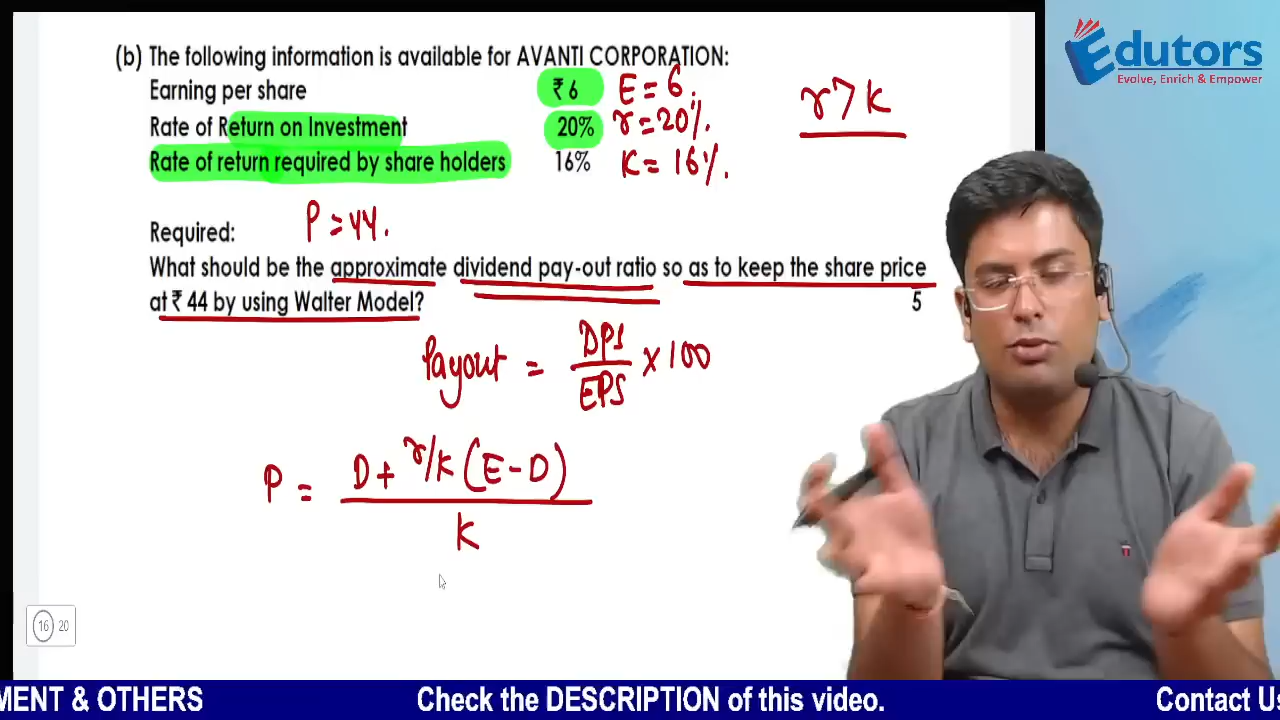 (b) The following information is available for AVANTI CORPORATION:
Earning per share ₹ 6 E = 6.
Rate of Return on Investment 20% r = 20%.
Rate of return required by share holders 16% K = 16%.
r > K
Required: P = 44.
What should be the approximate dividend pay-out ratio so as to keep the share price
at ₹ 44 by using Walter Model? 5
Payout = DPS/EPS × 100
P = D + r/K (E - D)
K
16 20
Edutors
Evolve, Enrich & Empower
MENT & OTHERS Check the DESCRIPTION of this video. Contact Us